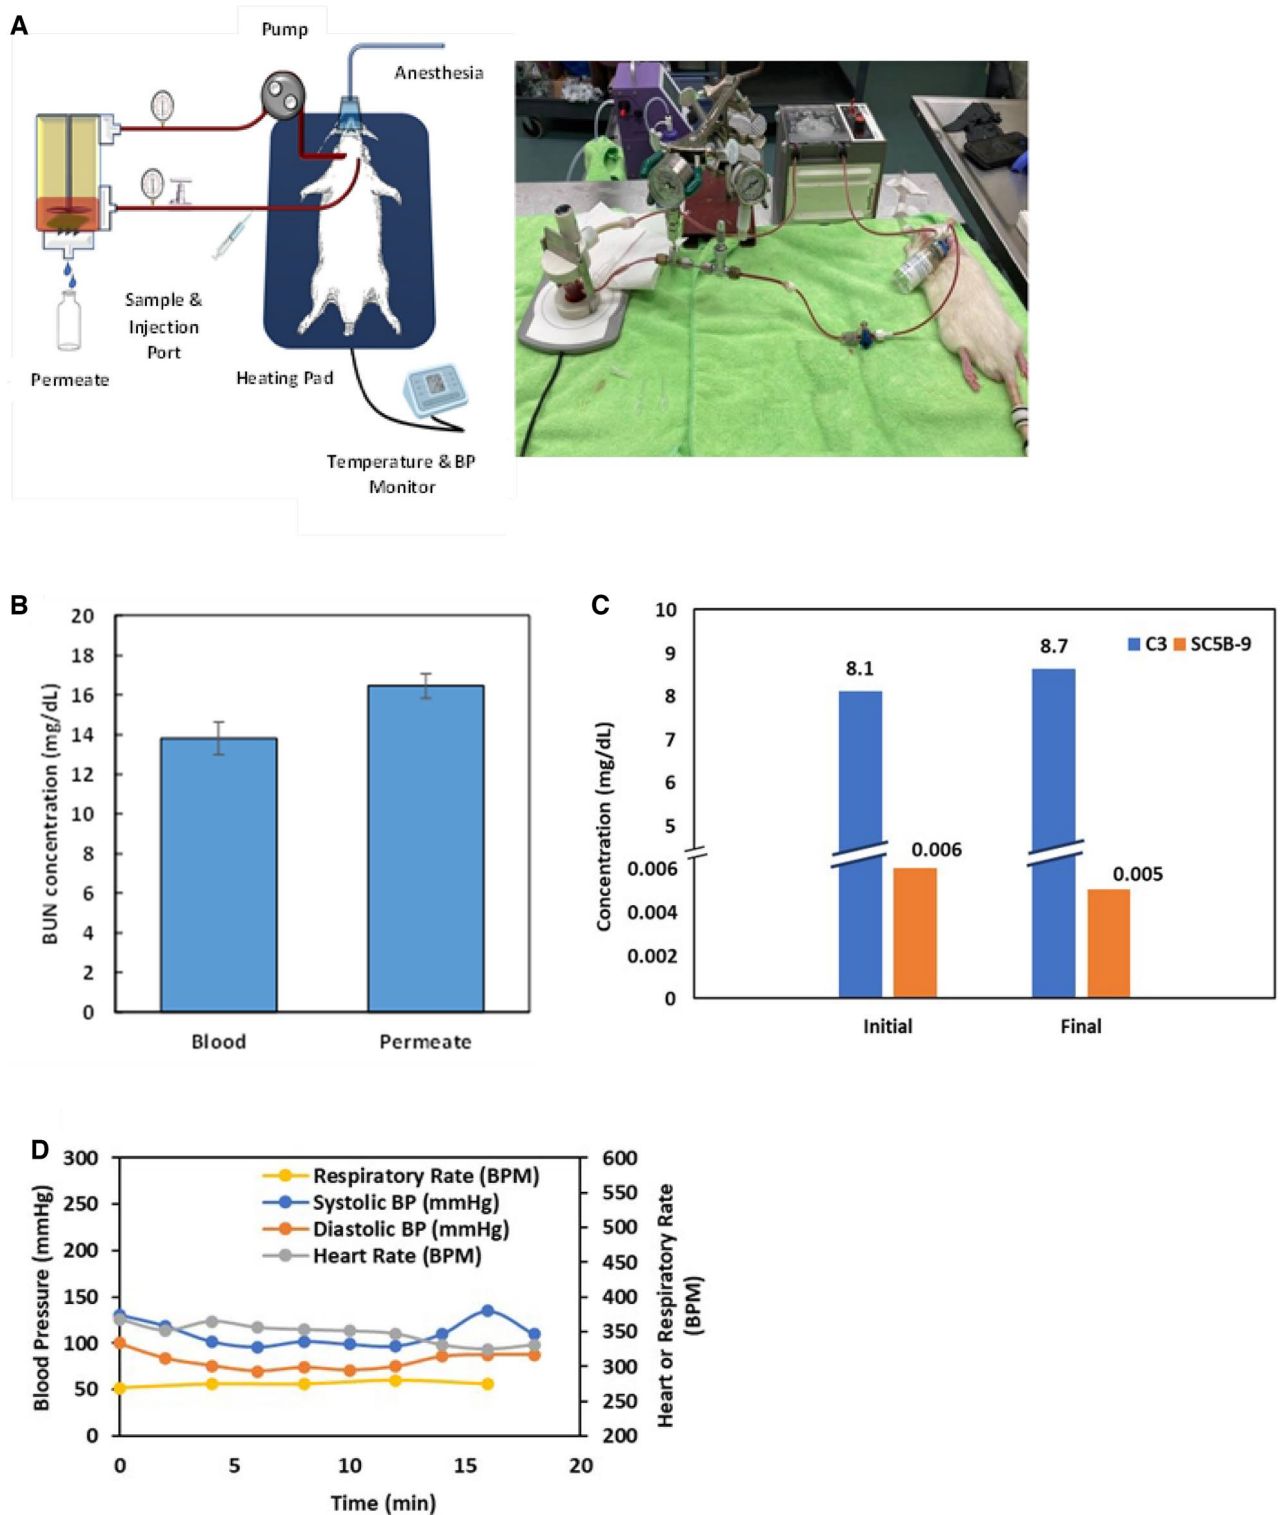 A
Pump
Anesthesia
Sample &
Injection
Port
Permeate
Heating Pad
Temperature & BP
Monitor
B
BUN concentration (mg/dL)
20
18
16
14
12
10
8
6
4
2
0
Blood
Permeate
C
Concentration (mg/dL)
10
9
8
7
6
5
0.006
0.004
0.002
0
C3
SC5B-9
8.1
0.006
8.7
0.005
Initial
Final
D
Blood Pressure (mmHg)
300
250
200
150
100
50
0
Respiratory Rate (BPM)
Systolic BP (mmHg)
Diastolic BP (mmHg)
Heart Rate (BPM)
600
550
500
450
400
350
300
250
200
Heart or Respiratory Rate
(BPM)
0
5
10
15
20
Time (min)